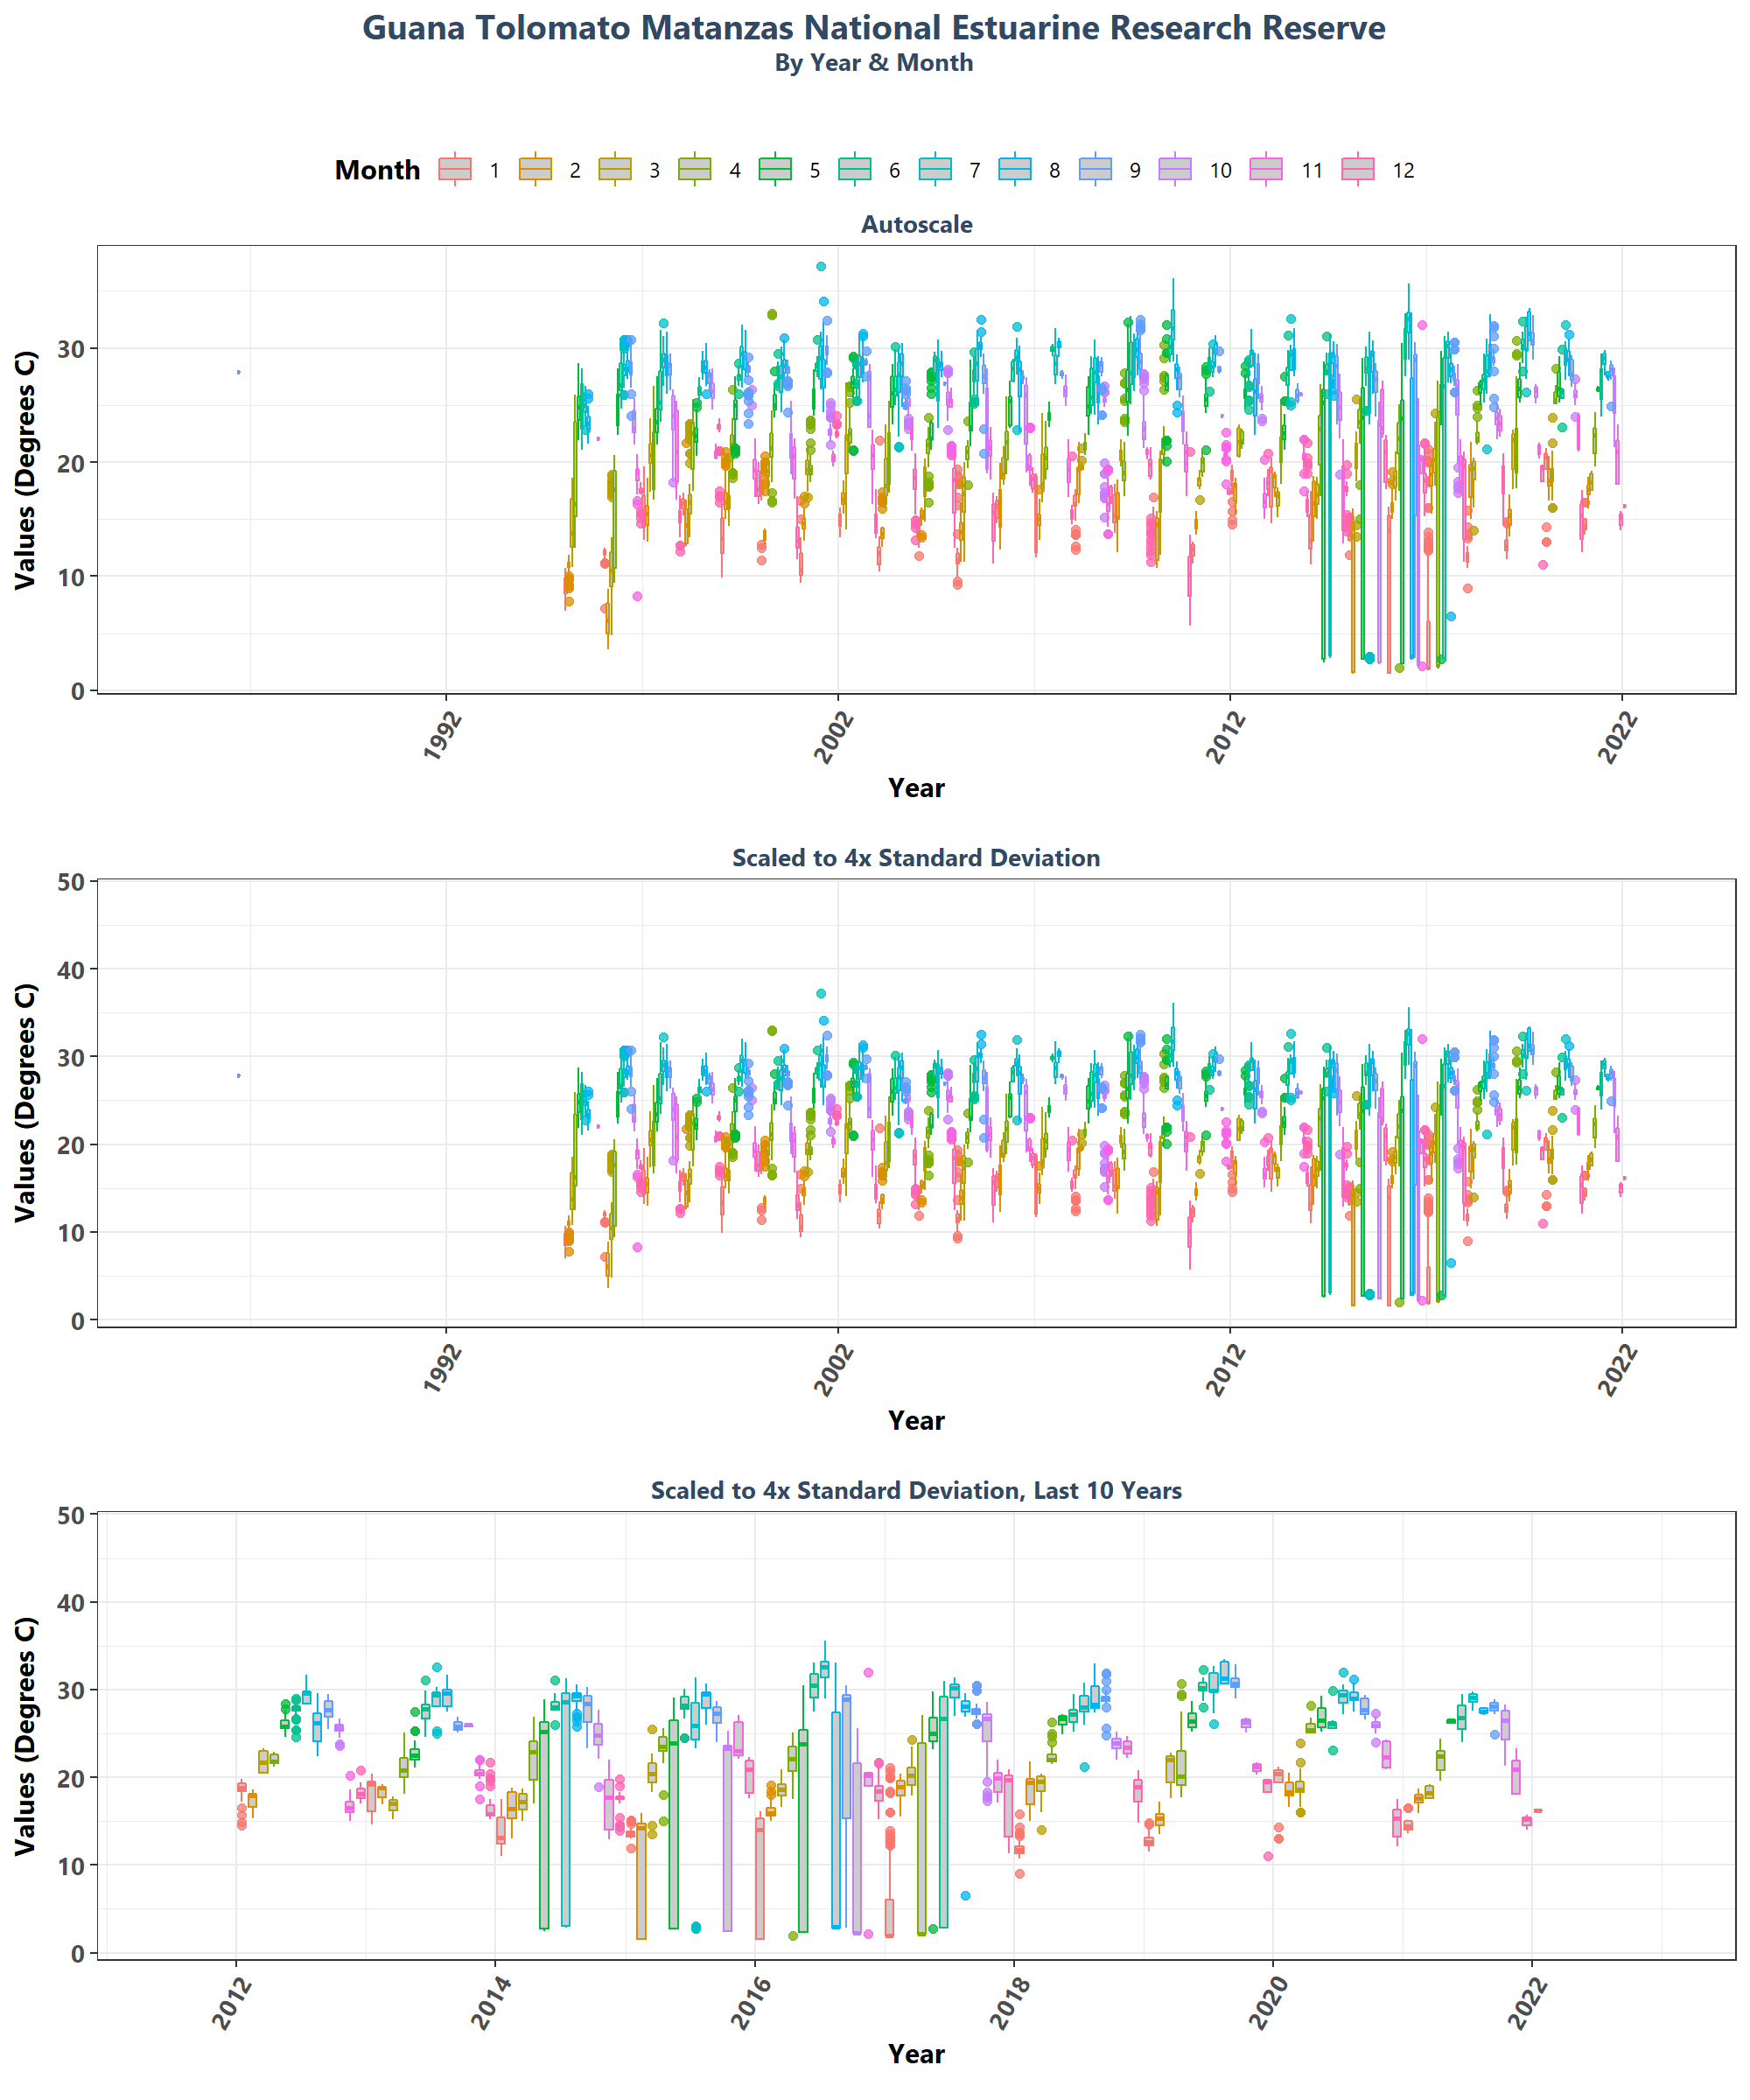 Guana Tolomato Matanzas National Estuarine Research Reserve
By Year & Month
Month 1 2 3 4 5 6 7 8 9 10 11 12
Autoscale
Values (Degrees C)
30
20
10
0
1992 2002 2012 2022
Year
Scaled to 4x Standard Deviation
Values (Degrees C)
50
40
30
20
10
0
1992 2002 2012 2022
Year
Scaled to 4x Standard Deviation, Last 10 Years
Values (Degrees C)
50
40
30
20
10
0
2012 2014 2016 2018 2020 2022
Year